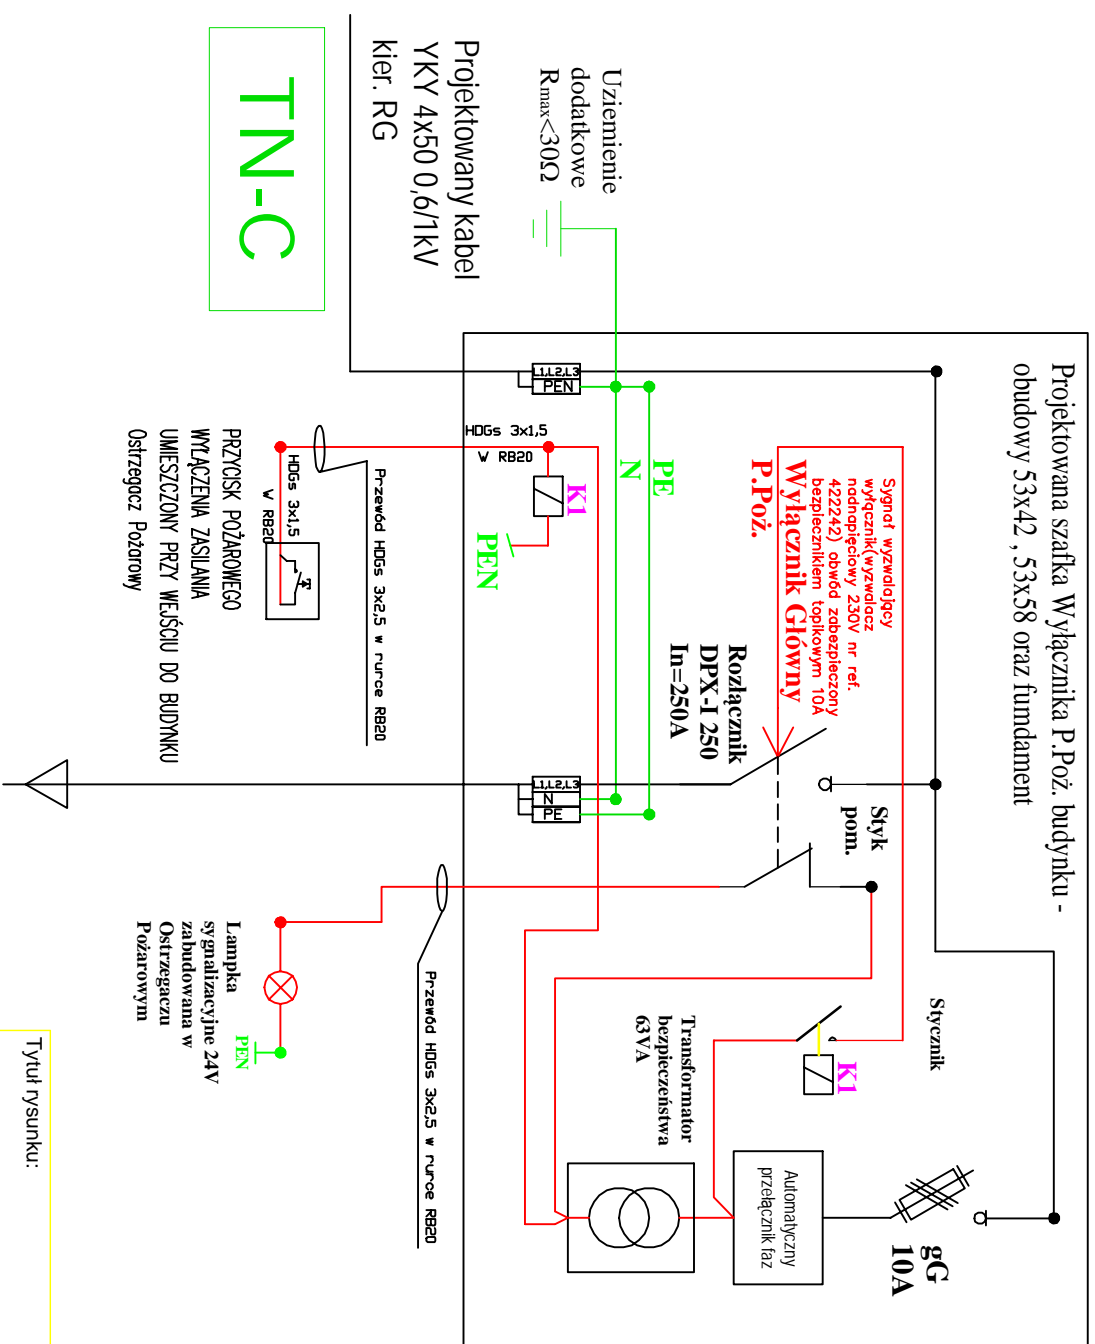 Projektowana szafka Wyłącznika P.Poż. budynku -
obudowy 53x42 , 53x58 oraz fumdament
Uziemienie
dodatkowe
Rmax<30Ω
Projektowany kabel
YKY 4x50 0,6/1kV
kier. RG
TN-C
L1,L2,L3
PEN
PE
N
HDGs 3x1,5
W RB20
K1
PEN
Sygnał wyzwalający
wyłącznik(wyzwalacz
nadnapięciowy 230V nr ref.
422242) obwód zabezpieczony
bezpiecznikiem topikowym 10A
Wyłącznik Główny
P.Poż.
Rozłącznik
DPX-I 250
In=250A
Przewód HDGs 3x2,5 w rurce RB20
HDGs 3x1,5
W RB20
PRZYCISK POŻAROWEGO
WYŁĄCZENIA ZASILANIA
UMIESZCZONY PRZY WEJŚCIU DO BUDYNKU
Ostrzegacz Pożarowy
L1,L2,L3
N
PE
Styk
pom.
Stycznik
K1
gG
10A
Automatyczny
przełącznik faz
Transformator
bezpieczeństwa
63VA
Przewód HDGs 3x2,5 w rurce RB20
Lampka
sygnalizacyjne 24V
zabudowana w
Ostrzegaczu
Pożarowym
PEN
Tytuł rysunku: